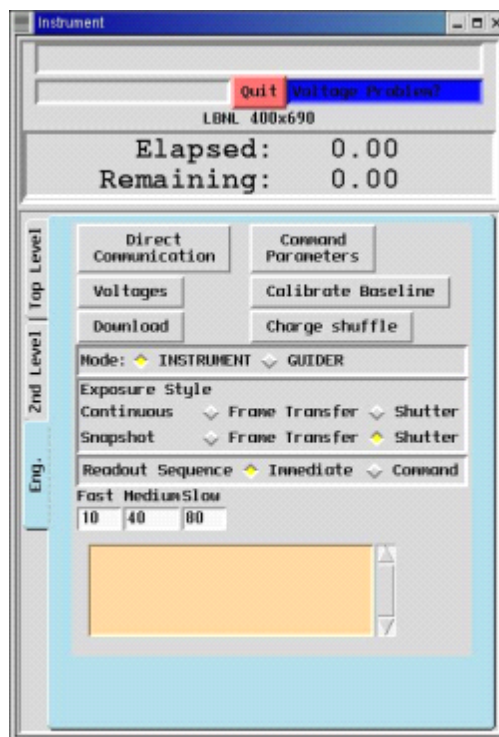 Instrument
Quit Voltage Problem?
LBNL 400x690
Elapsed: 0.00
Remaining: 0.00
Top Level
2nd Level
Eng.
Direct Communication
Command Parameters
Voltages
Calibrate Baseline
Download
Charge shuffle
Mode: INSTRUMENT GUIDER
Exposure Style
Continuous Frame Transfer Shutter
Snapshot Frame Transfer Shutter
Readout Sequence Immediate Command
Fast Medium Slow
10 40 80